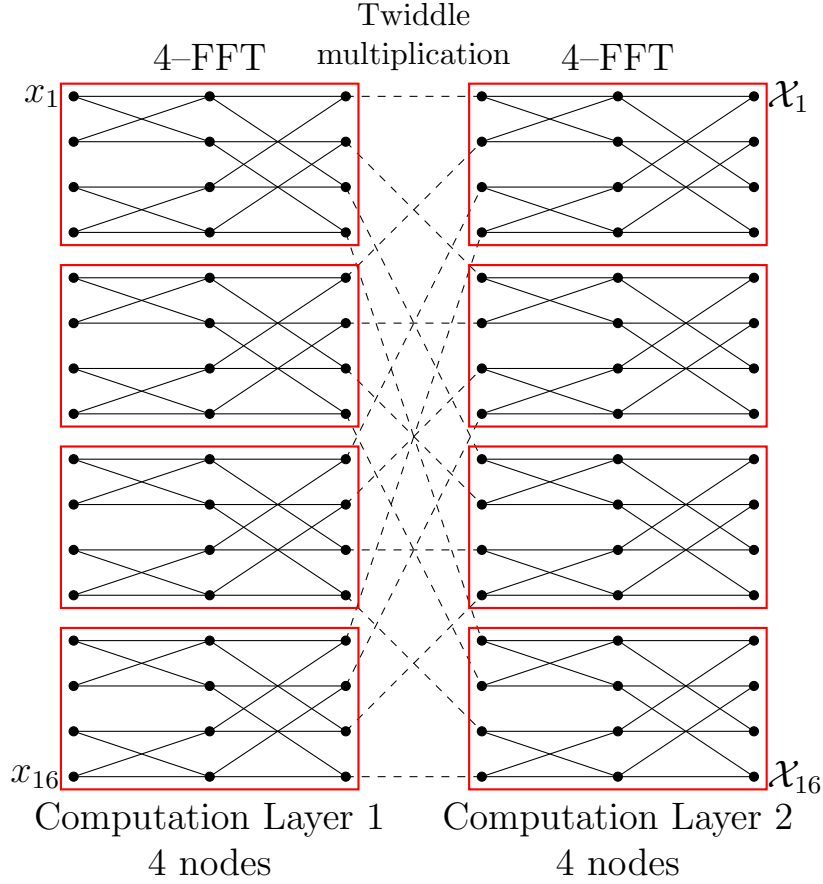 Twiddle
multiplication
4–FFT 4–FFT
x₁ 𝒳₁
x₁₆ 𝒳₁₆
Computation Layer 1 Computation Layer 2
4 nodes 4 nodes